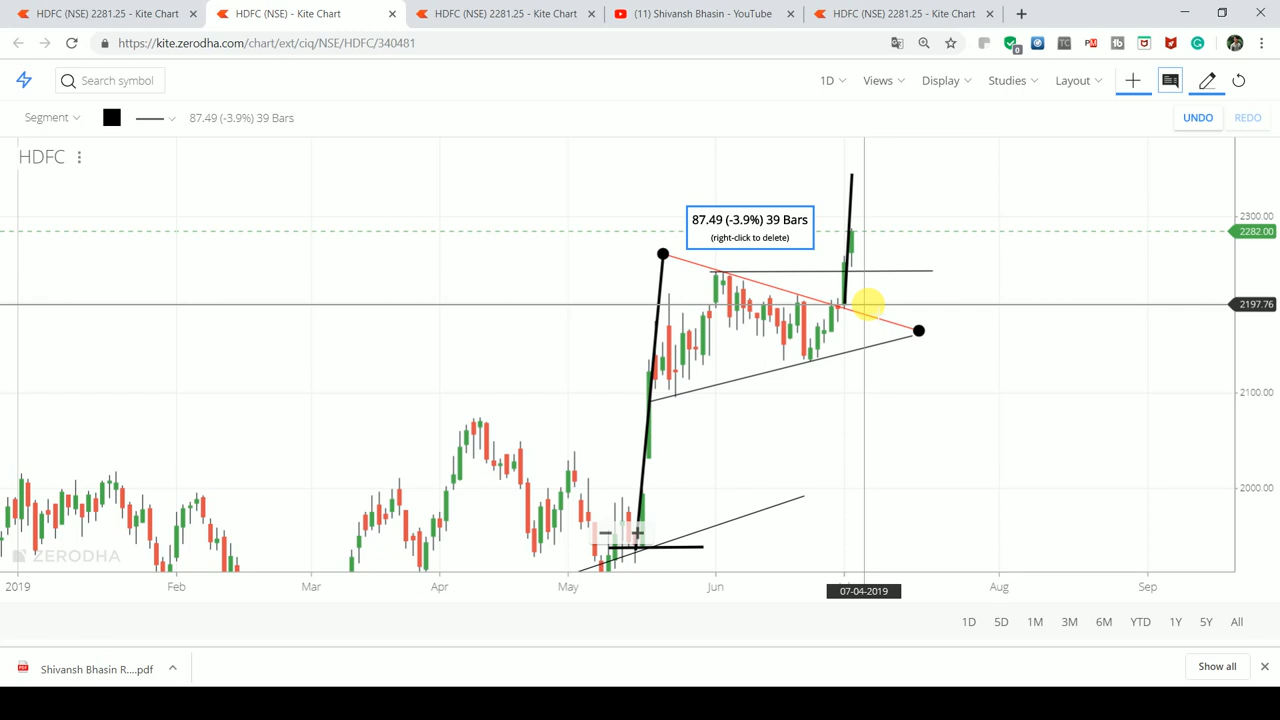 HDFC (NSE) 2281.25 - Kite Chart
HDFC (NSE) - Kite Chart
HDFC (NSE) 2281.25 - Kite Chart
(11) Shivansh Bhasin - YouTube
HDFC (NSE) 2281.25 - Kite Chart
https://kite.zerodha.com/chart/ext/ciq/NSE/HDFC/340481
Search symbol
1D
Views
Display
Studies
Layout
Segment
87.49 (-3.9%) 39 Bars
UNDO
REDO
HDFC
87.49 (-3.9%) 39 Bars
(right-click to delete)
2300.00
2282.00
2197.76
2100.00
2000.00
ZERODHA
2019 Feb Mar Apr May Jun Aug Sep
07-04-2019
1D 5D 1M 3M 6M YTD 1Y 5Y All
Shivansh Bhasin R....pdf
Show all